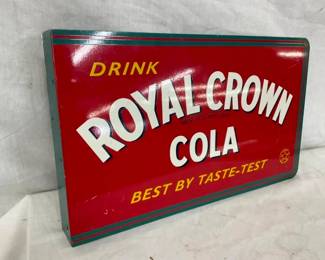 DRINK
ROYAL CROWN
COLA
BEST BY TASTE-TEST